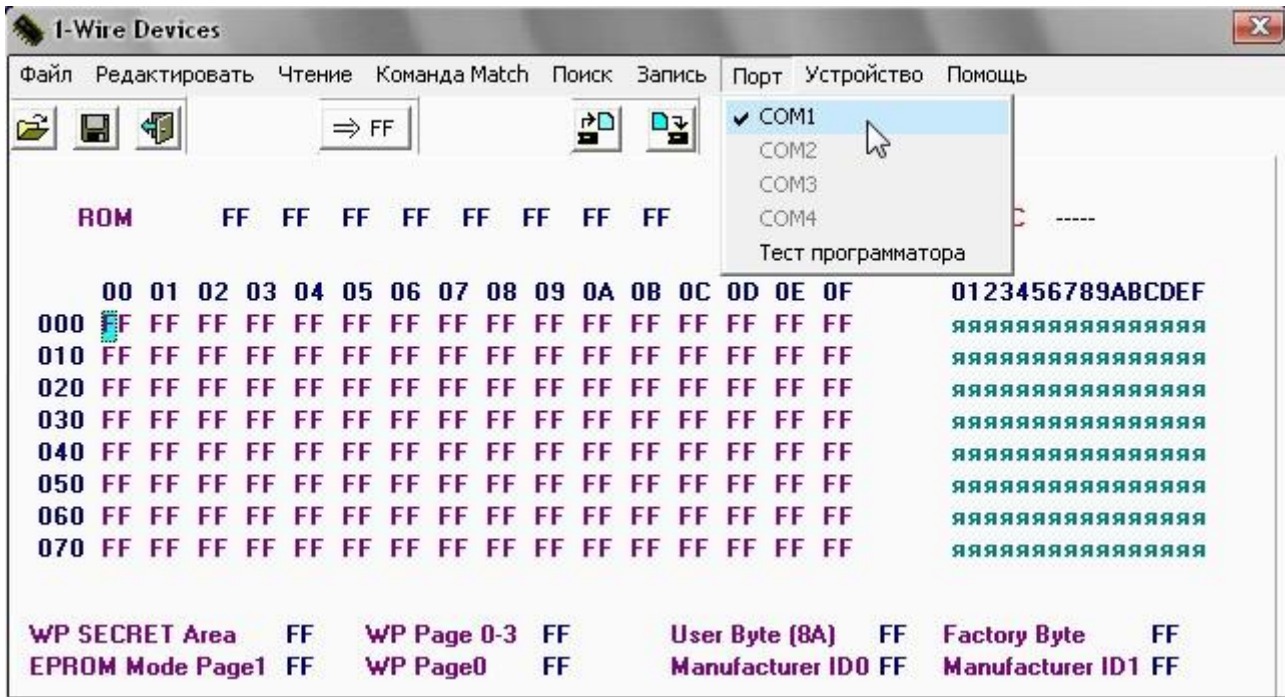 1-Wire Devices
Файл Редактировать Чтение Команда Match Поиск Запись Порт Устройство Помощь
⇒ FF
COM1
COM2
COM3
COM4
Тест программатора
ROM FF FF FF FF FF FF FF FF C -----
00 01 02 03 04 05 06 07 08 09 0A 0B 0C 0D 0E 0F 0123456789ABCDEF
000 FF FF FF FF FF FF FF FF FF FF FF FF FF FF FF FF яяяяяяяяяяяяяяяя
010 FF FF FF FF FF FF FF FF FF FF FF FF FF FF FF FF яяяяяяяяяяяяяяяя
020 FF FF FF FF FF FF FF FF FF FF FF FF FF FF FF FF яяяяяяяяяяяяяяяя
030 FF FF FF FF FF FF FF FF FF FF FF FF FF FF FF FF яяяяяяяяяяяяяяяя
040 FF FF FF FF FF FF FF FF FF FF FF FF FF FF FF FF яяяяяяяяяяяяяяяя
050 FF FF FF FF FF FF FF FF FF FF FF FF FF FF FF FF яяяяяяяяяяяяяяяя
060 FF FF FF FF FF FF FF FF FF FF FF FF FF FF FF FF яяяяяяяяяяяяяяяя
070 FF FF FF FF FF FF FF FF FF FF FF FF FF FF FF FF яяяяяяяяяяяяяяяя
WP SECRET Area FF WP Page 0-3 FF User Byte (8A) FF Factory Byte FF
EPROM Mode Page1 FF WP Page0 FF Manufacturer ID0 FF Manufacturer ID1 FF